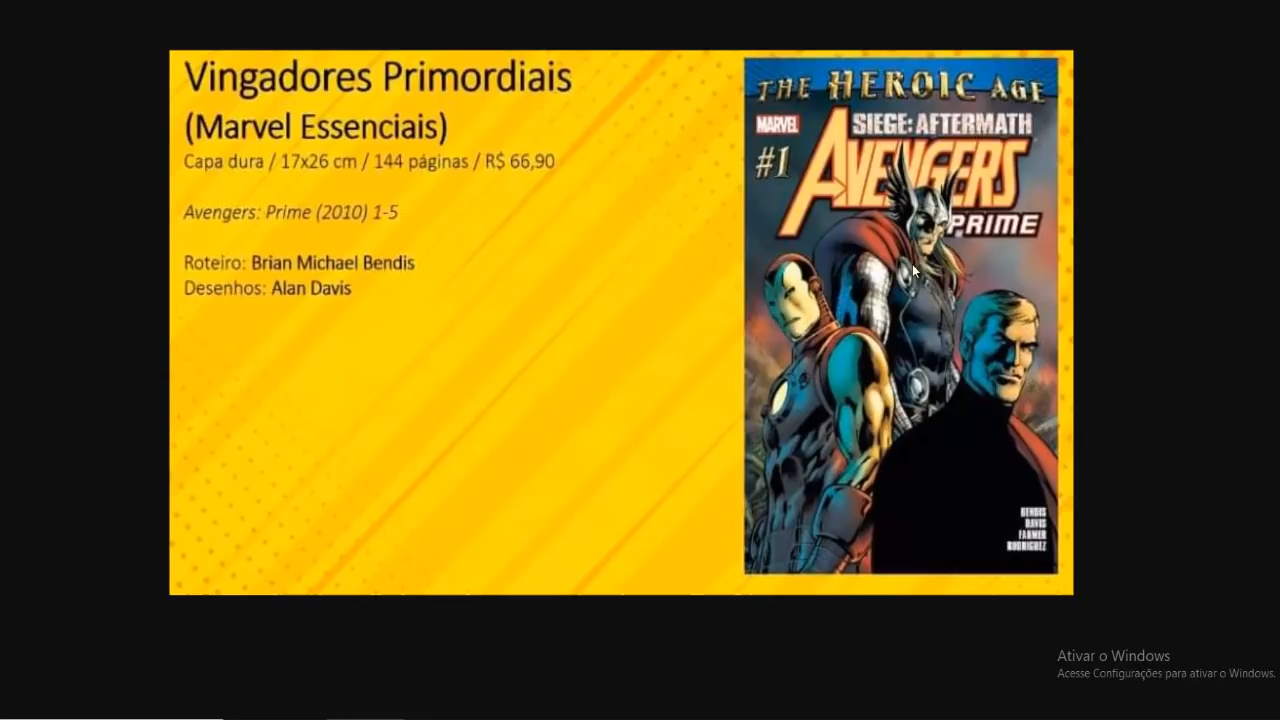 Vingadores Primordiais
(Marvel Essenciais)
Capa dura / 17x26 cm / 144 páginas / R$ 66,90
Avengers: Prime (2010) 1-5
Roteiro: Brian Michael Bendis
Desenhos: Alan Davis
THE HEROIC AGE
MARVEL
SIEGE: AFTERMATH
#1
AVENGERS
PRIME
BENDIS
DAVIS
FARMER
RODRIGUEZ
Ativar o Windows
Acesse Configurações para ativar o Windows.